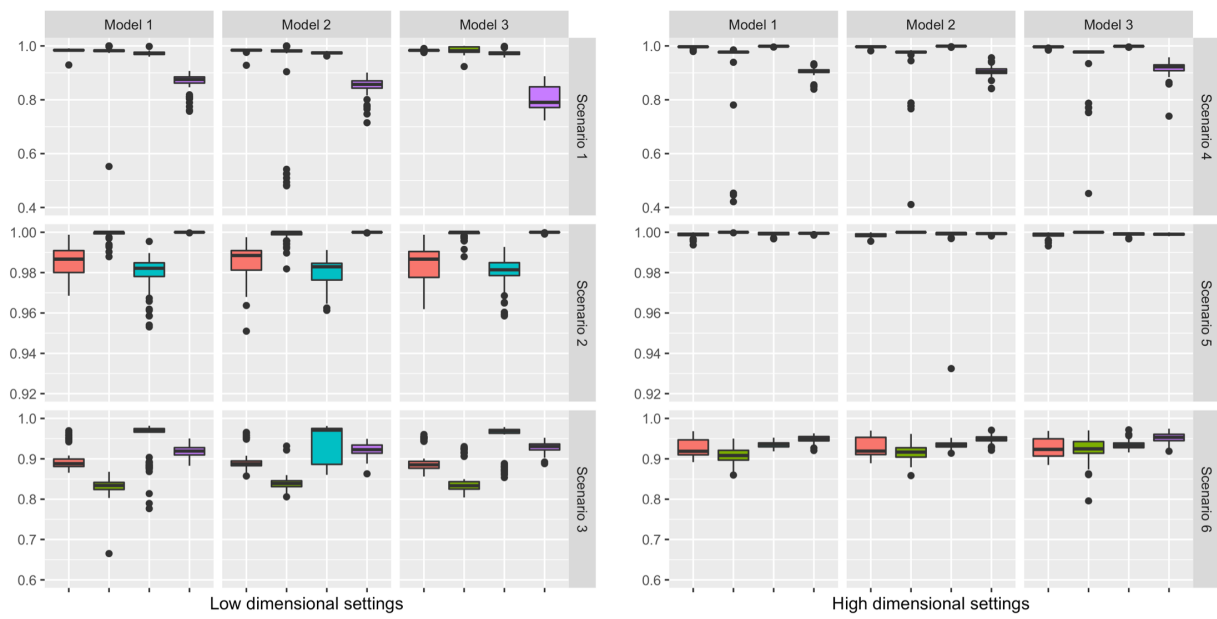 Model 1
Model 2
Model 3
1.0
0.8
0.6
0.4
Scenario 1
1.00
0.98
0.96
0.94
0.92
Scenario 2
1.0
0.9
0.8
0.7
0.6
Scenario 3
Low dimensional settings
Model 1
Model 2
Model 3
1.0
0.8
0.6
0.4
Scenario 4
1.00
0.98
0.96
0.94
0.92
Scenario 5
1.0
0.9
0.8
0.7
0.6
Scenario 6
High dimensional settings